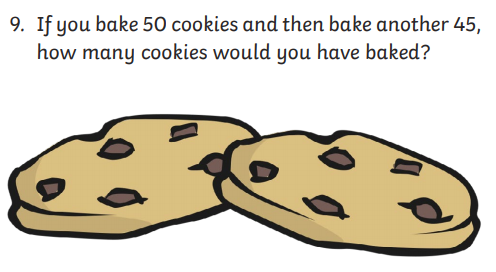 9. If you bake 50 cookies and then bake another 45,
how many cookies would you have baked?